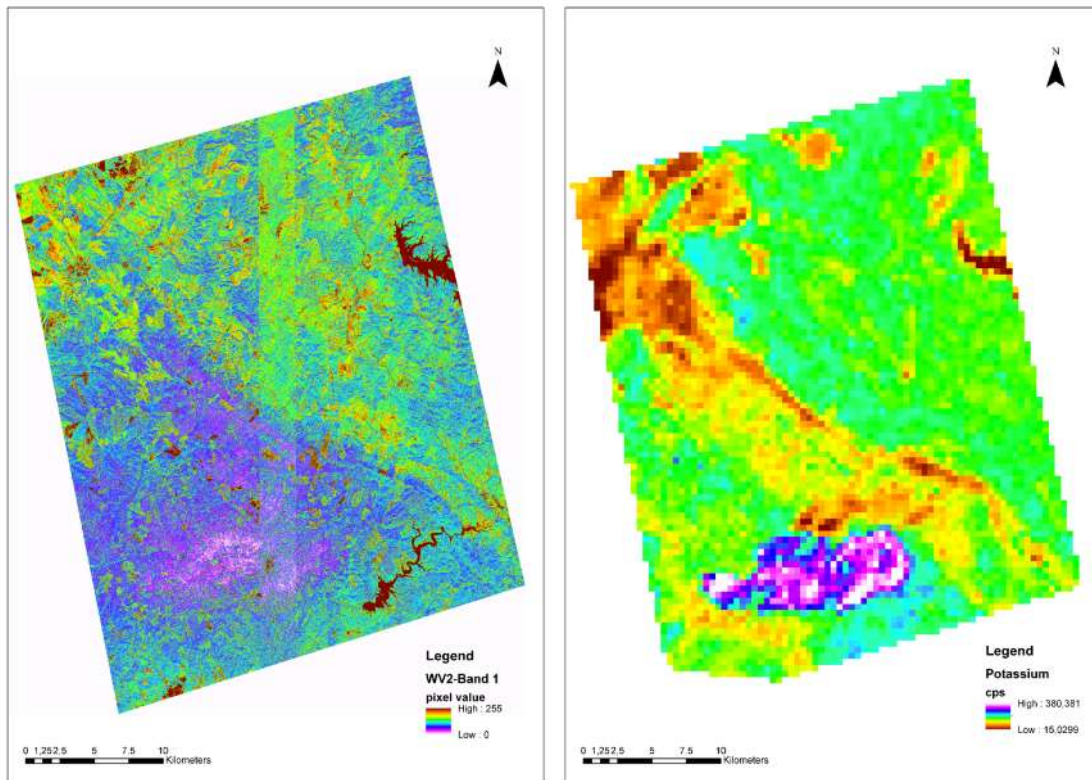 N
Legend
WV2-Band 1
pixel value
High : 255
Low : 0
0 1,25 2,5 5 7.5 10
Kilometers
N
Legend
Potassium
cps
High : 380,381
Low : 15,0299
0 1,25 2,5 5 7.5 10
Kilometers